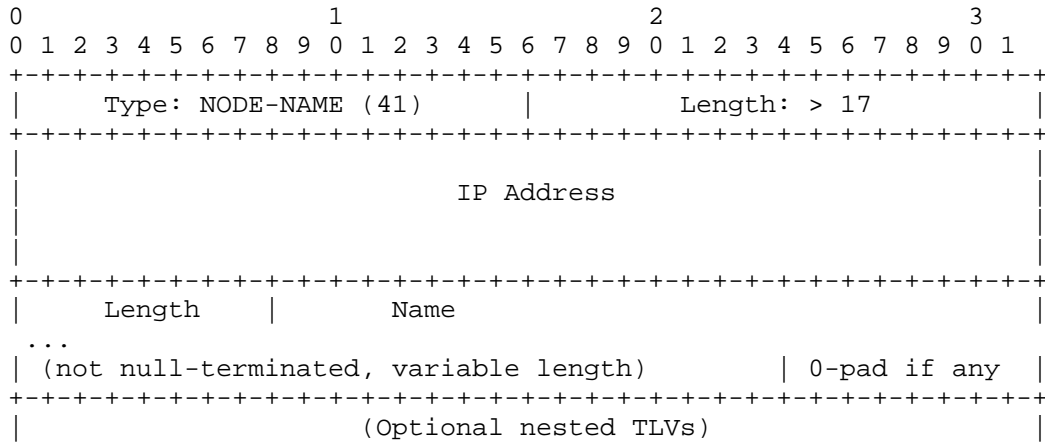 0                   1                   2                   3
0 1 2 3 4 5 6 7 8 9 0 1 2 3 4 5 6 7 8 9 0 1 2 3 4 5 6 7 8 9 0 1
+-+-+-+-+-+-+-+-+-+-+-+-+-+-+-+-+-+-+-+-+-+-+-+-+-+-+-+-+-+-+-+-+
|     Type: NODE-NAME (41)      |         Length: > 17          |
+-+-+-+-+-+-+-+-+-+-+-+-+-+-+-+-+-+-+-+-+-+-+-+-+-+-+-+-+-+-+-+-+
|                                                               |
|                           IP Address                          |
|                                                               |
|                                                               |
+-+-+-+-+-+-+-+-+-+-+-+-+-+-+-+-+-+-+-+-+-+-+-+-+-+-+-+-+-+-+-+-+
|     Length    |       Name                                    |
 ...
| (not null-terminated, variable length)        | 0-pad if any  |
+-+-+-+-+-+-+-+-+-+-+-+-+-+-+-+-+-+-+-+-+-+-+-+-+-+-+-+-+-+-+-+-+
|                     (Optional nested TLVs)                    |